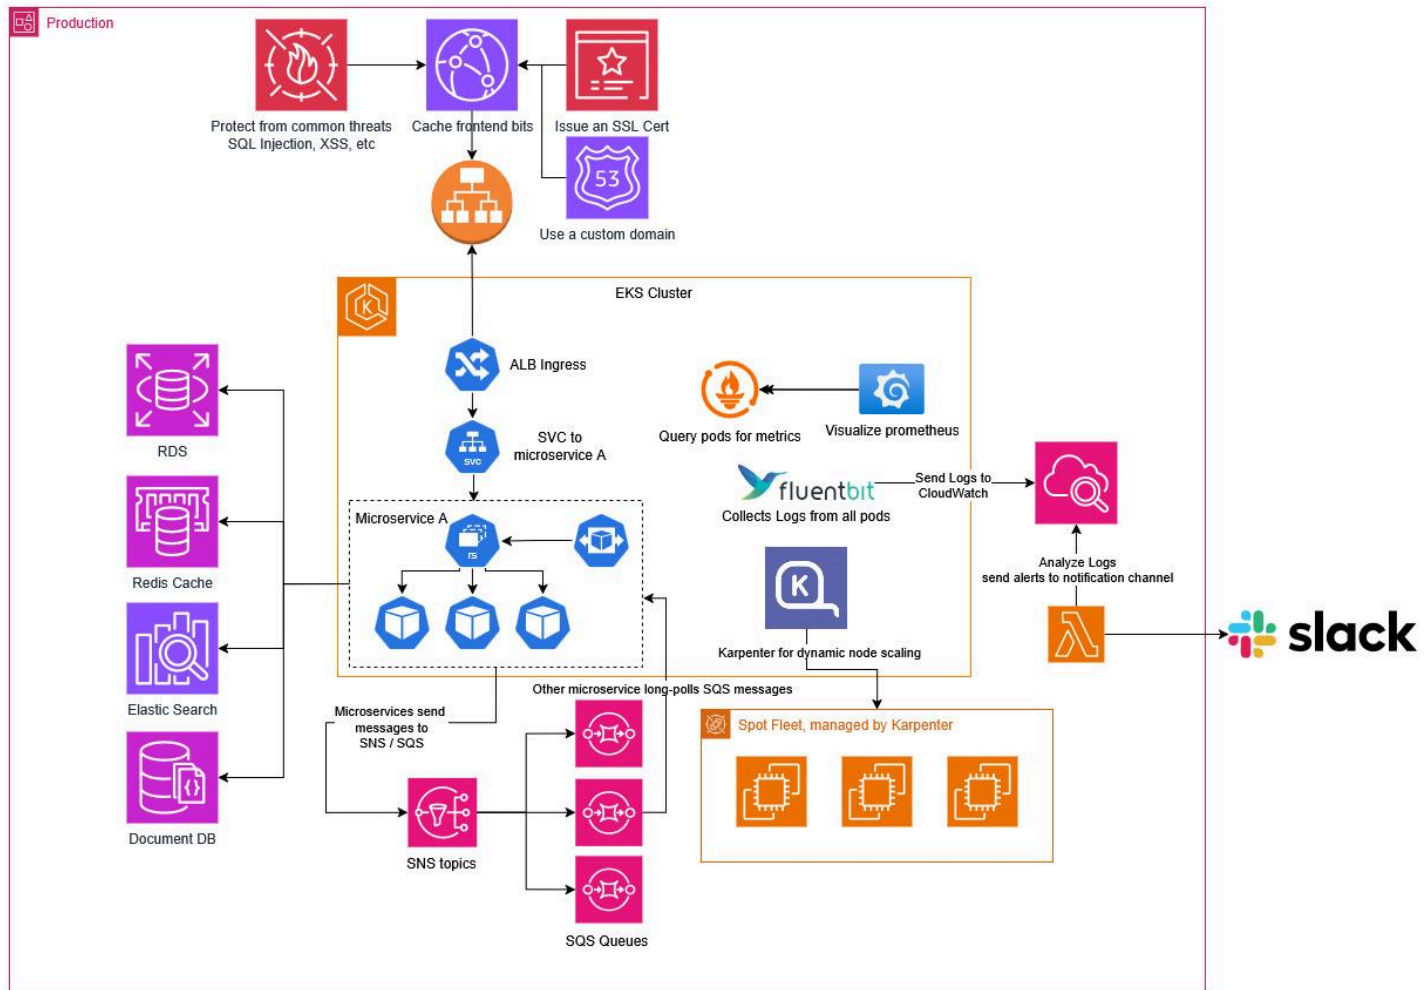 Production
Protect from common threats
SQL Injection, XSS, etc
Cache frontend bits
Issue an SSL Cert
53
Use a custom domain
EKS Cluster
K
ALB Ingress
SVC to
microservice A
svc
RDS
Query pods for metrics
Visualize prometheus
fluentbit
Collects Logs from all pods
Send Logs to
CloudWatch
Microservice A
rs
Redis Cache
K
Analyze Logs
send alerts to notification channel
Karpenter for dynamic node scaling
slack
Elastic Search
Other microservice long-polls SQS messages
Microservices send
messages to
SNS / SQS
Spot Fleet, managed by Karpenter
{}
Document DB
SNS topics
SQS Queues